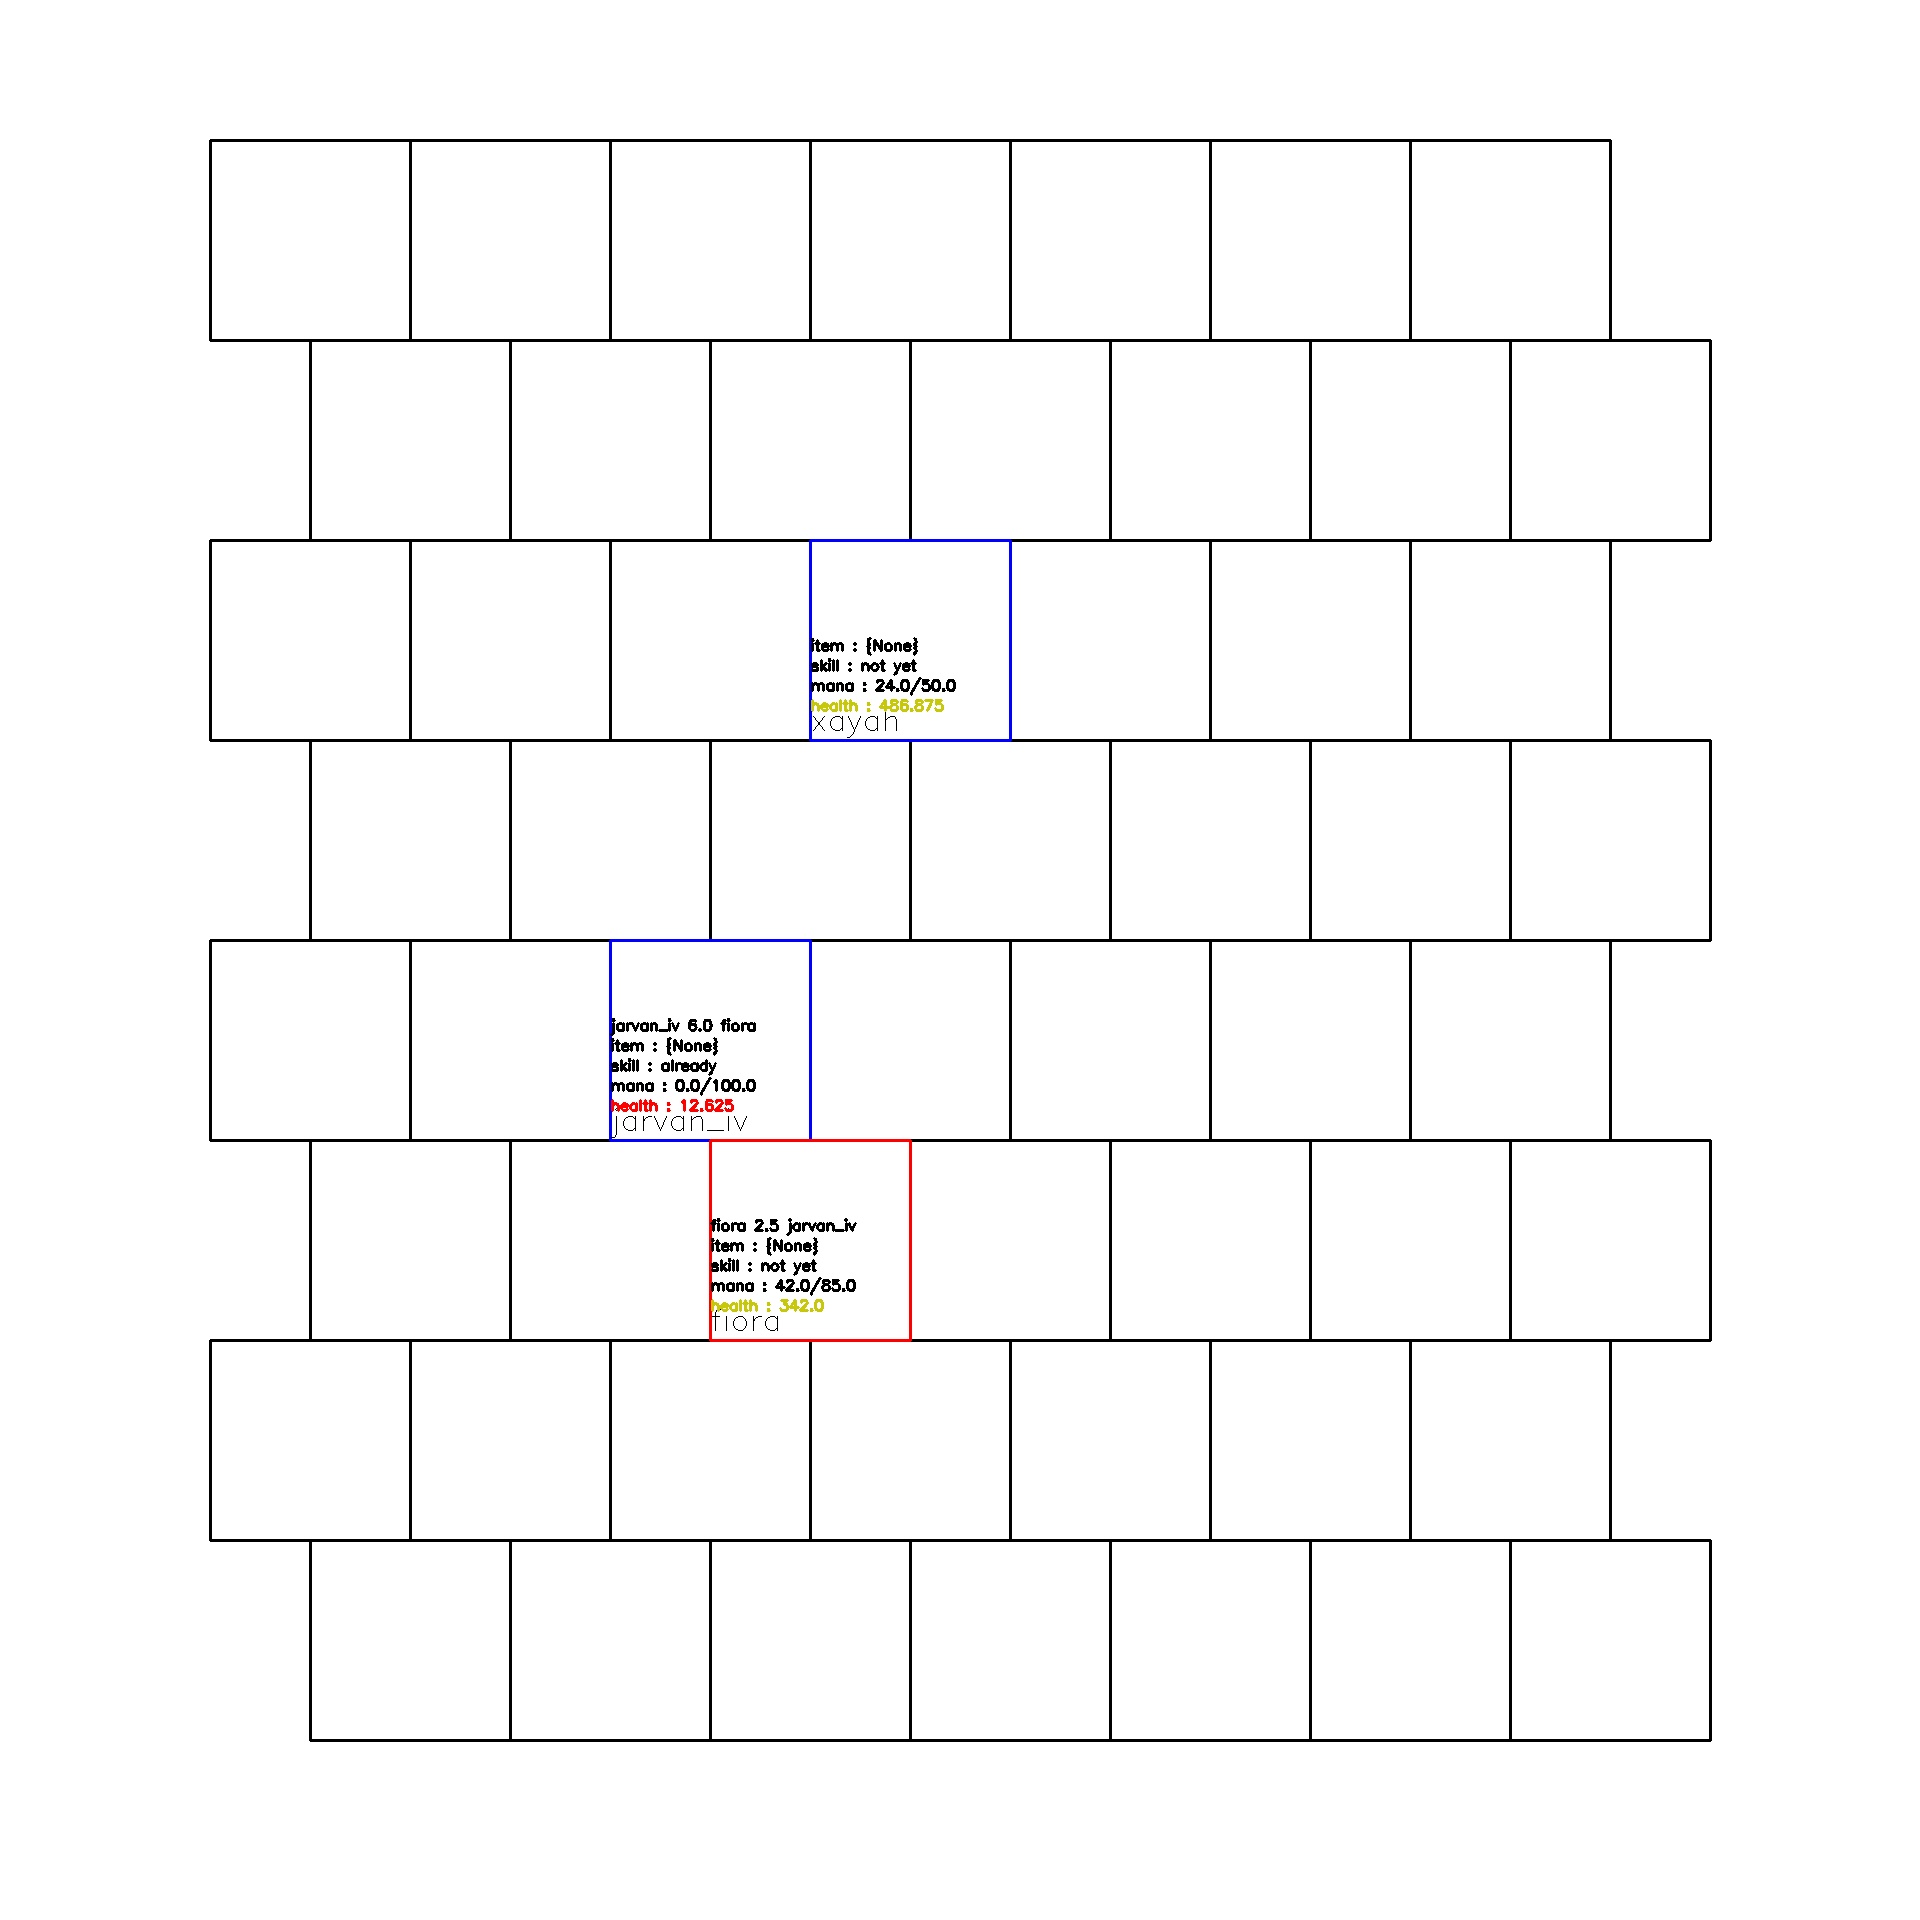 item : {None}
skill : not yet
mana : 24.0/50.0
health : 486.875
xayah
jarvan_iv 6.0 fiora
item : {None}
skill : already
mana : 0.0/100.0
health : 12.625
jarvan_iv
fiora 2.5 jarvan_iv
item : {None}
skill : not yet
mana : 42.0/85.0
health : 342.0
fiora